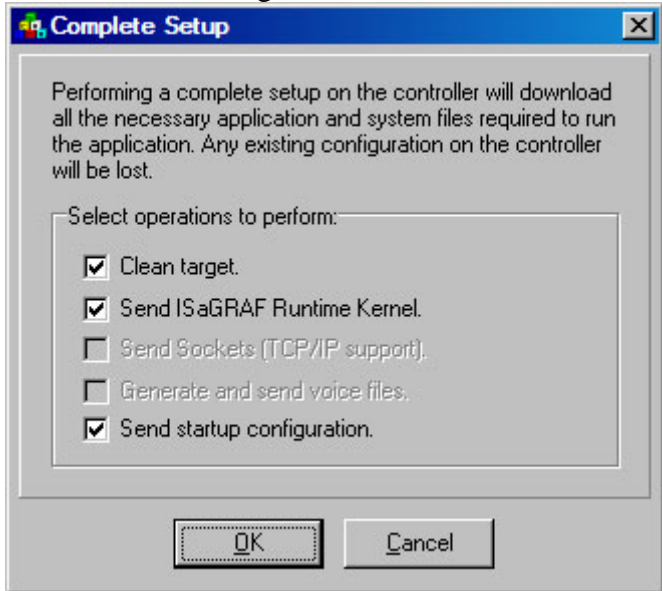 Complete Setup
Performing a complete setup on the controller will download
all the necessary application and system files required to run
the application. Any existing configuration on the controller
will be lost.
Select operations to perform:
Clean target.
Send ISaGRAF Runtime Kernel.
Send Sockets (TCP/IP support).
Generate and send voice files.
Send startup configuration.
OK Cancel